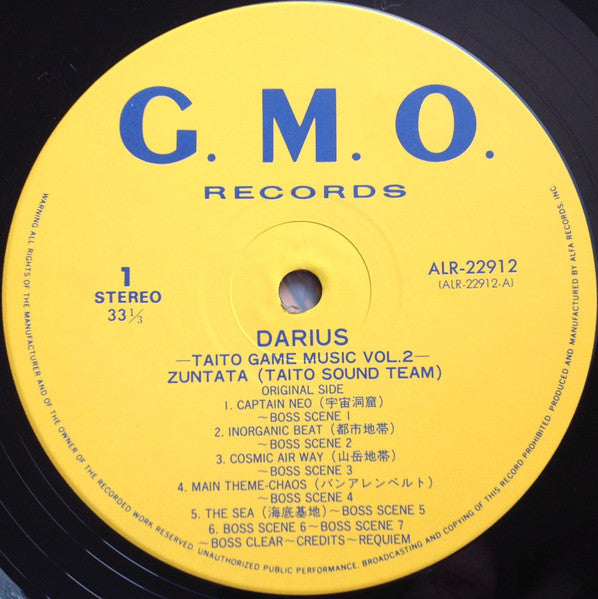 G. M. O.
RECORDS
1
STEREO
33 1/3
ALR-22912
(ALR-22912-A)
DARIUS
—TAITO GAME MUSIC VOL.2—
ZUNTATA (TAITO SOUND TEAM)
ORIGINAL SIDE
1. CAPTAIN NEO (宇宙洞窟)
～BOSS SCENE 1
2. INORGANIC BEAT (都市地帯)
～BOSS SCENE 2
3. COSMIC AIR WAY (山岳地帯)
～BOSS SCENE 3
4. MAIN THEME-CHAOS (バンアレンベルト)
～BOSS SCENE 4
5. THE SEA (海底基地)～BOSS SCENE 5
6. BOSS SCENE 6～BOSS SCENE 7
～BOSS CLEAR～CREDITS～REQUIEM
WARNING ALL RIGHTS OF THE MANUFACTURER AND OF THE OWNER OF THE RECORDED WORK RESERVED. UNAUTHORIZED PUBLIC PERFORMANCE, BROADCASTING AND COPYING OF THIS RECORD PROHIBITED. MANUFACTURED BY ALFA RECORDS, INC.